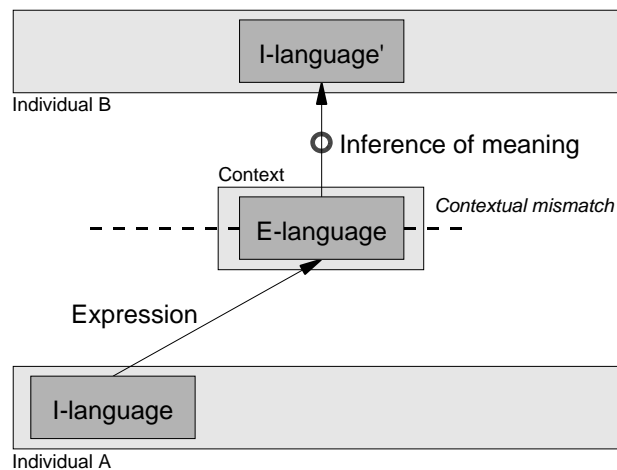 I-language'
Individual B
Inference of meaning
Context
Contextual mismatch
E-language
Expression
I-language
Individual A